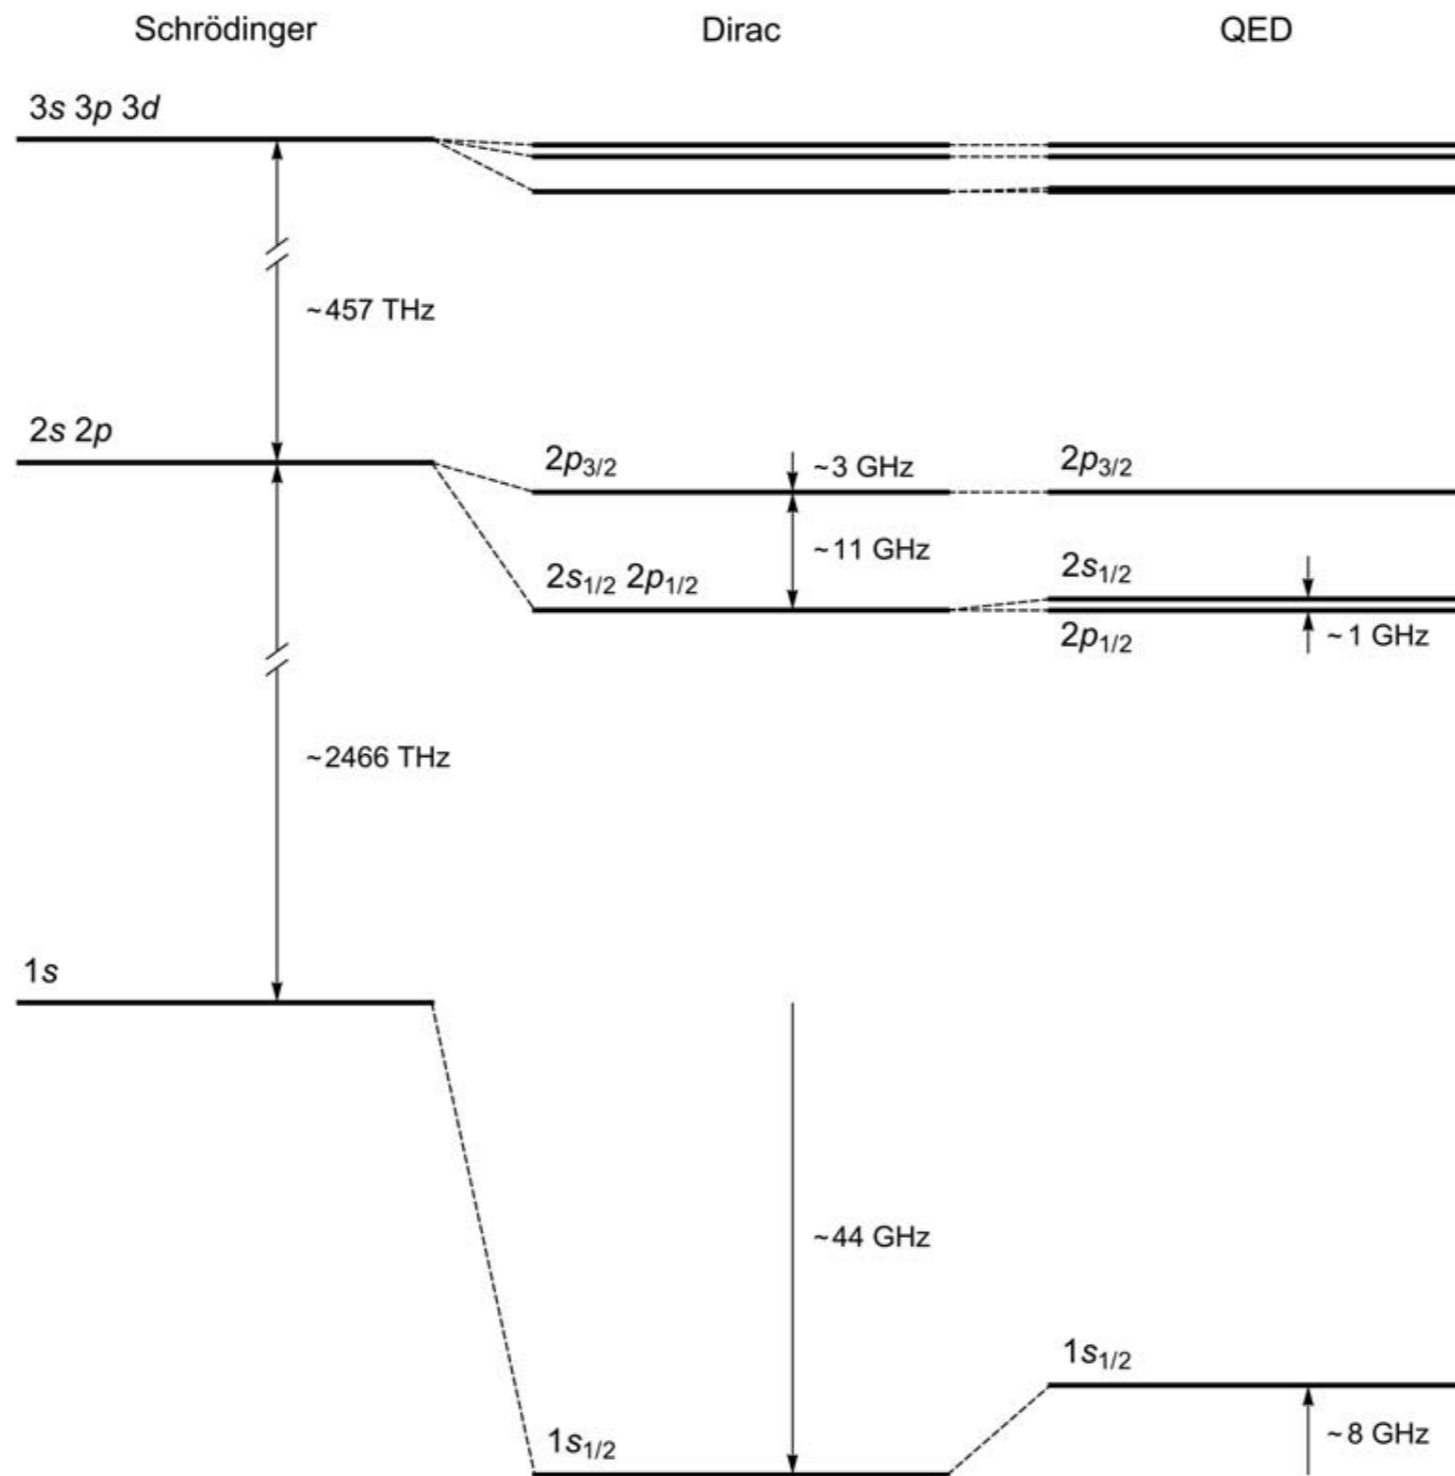 Schrödinger
Dirac
QED
3s 3p 3d
~457 THz
2s 2p
2p3/2
~3 GHz
2p3/2
~11 GHz
2s1/2 2p1/2
2s1/2
2p1/2
~1 GHz
~2466 THz
1s
~44 GHz
1s1/2
~8 GHz
1s1/2